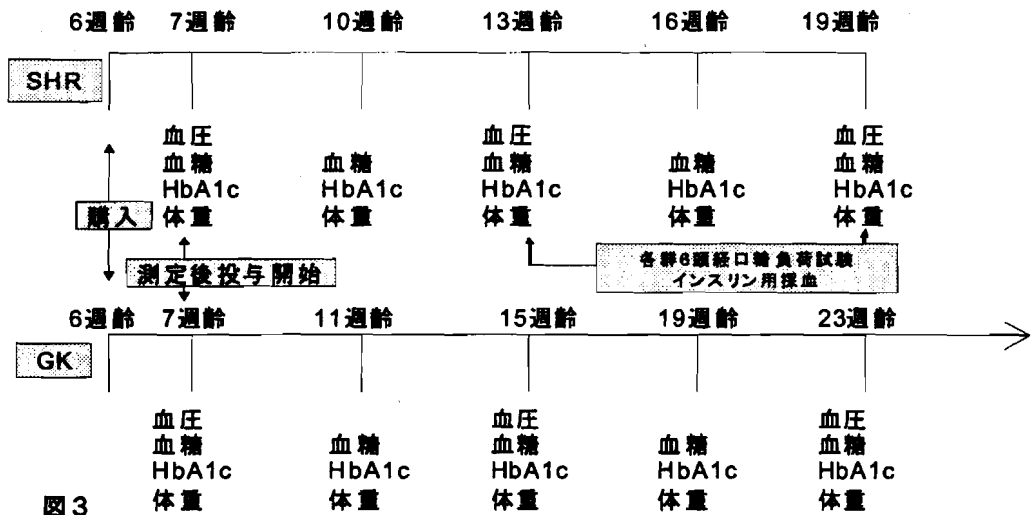 6週齢 7週齢 10週齢 13週齢 16週齢 19週齢
SHR
血圧
血糖
HbA1c
体重
血糖
HbA1c
体重
血圧
血糖
HbA1c
体重
血糖
HbA1c
体重
血圧
血糖
HbA1c
体重
購入
測定後投与開始
各群6頭経口糖負荷試験
インスリン用採血
6週齢 7週齢 11週齢 15週齢 19週齢 23週齢
GK
血圧
血糖
HbA1c
体重
血糖
HbA1c
体重
血圧
血糖
HbA1c
体重
血糖
HbA1c
体重
血圧
血糖
HbA1c
体重
図3